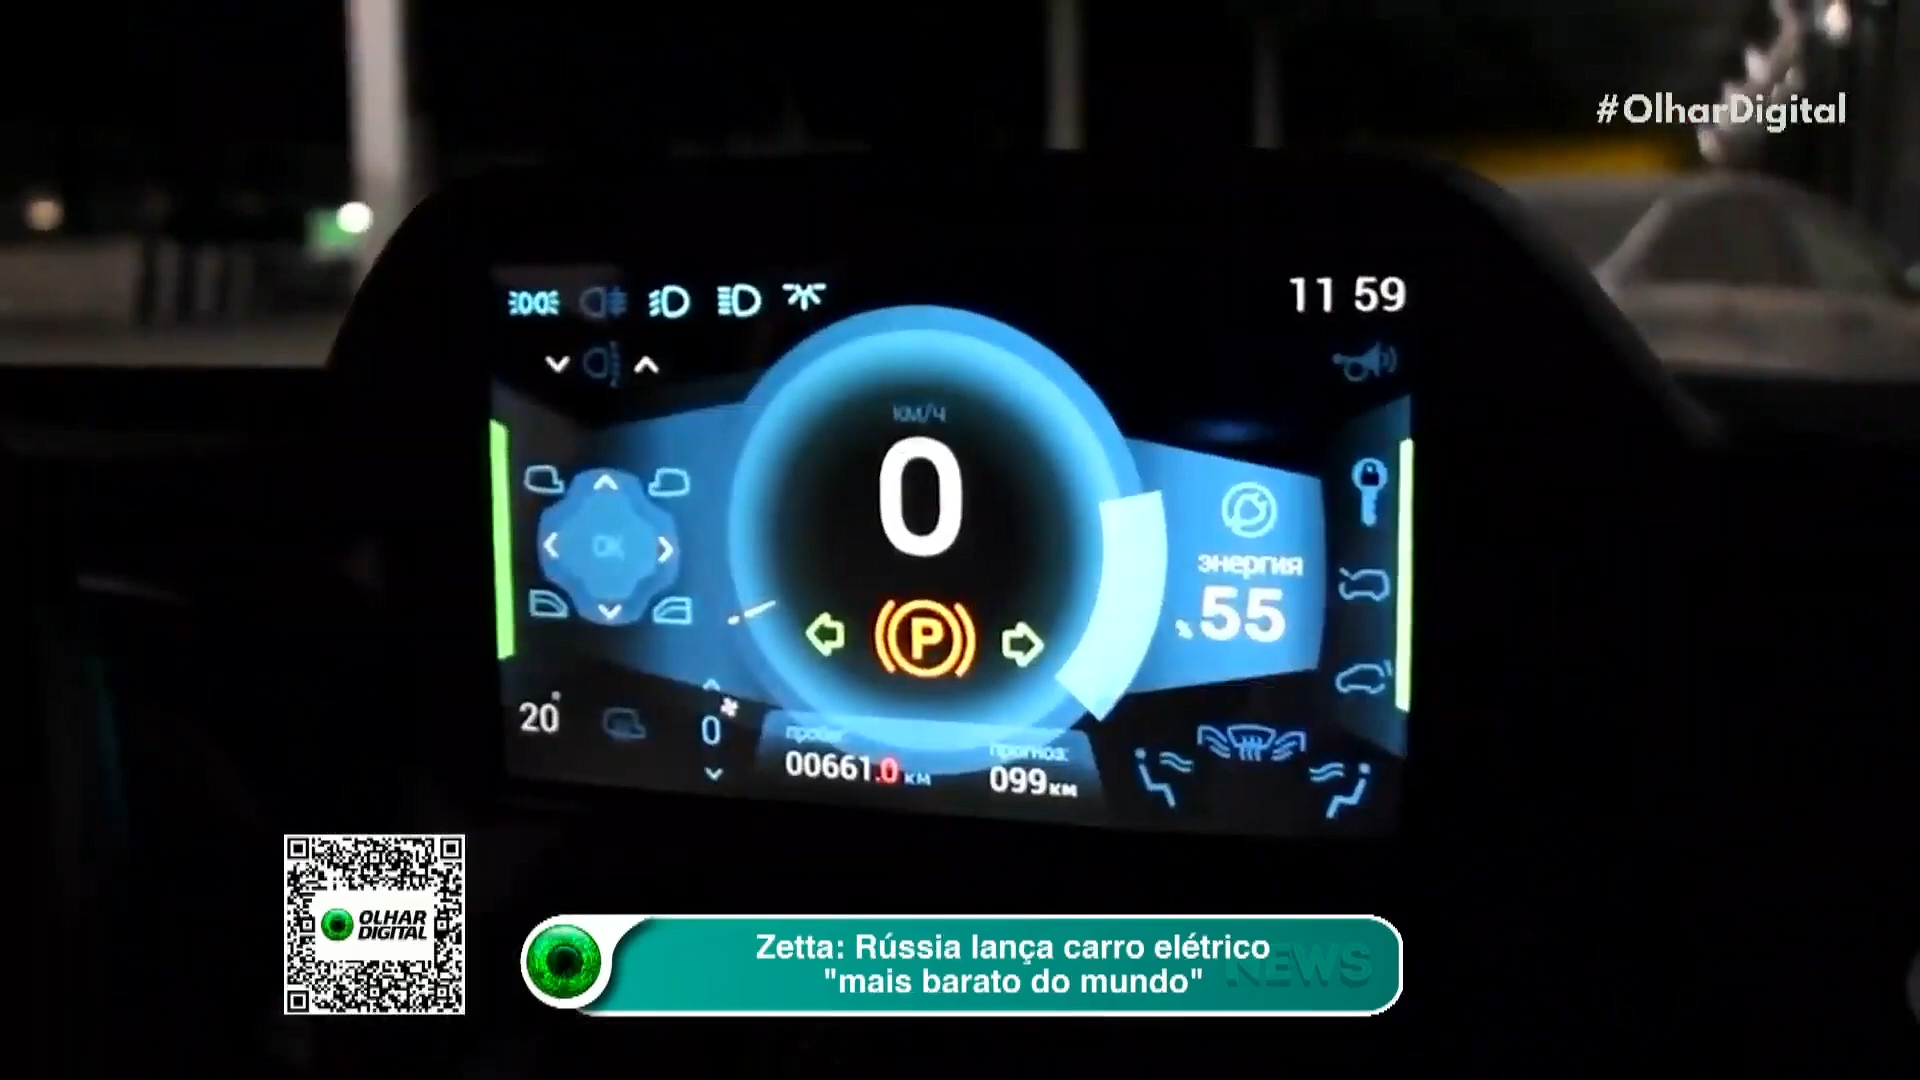 #OlharDigital
11 59
км/ч
0
OK
энергия
% 55
P
20°
0
пробег:
00661.0 км
прогноз:
099 км
OLHAR
DIGITAL
Zetta: Rússia lança carro elétrico
"mais barato do mundo"
NEWS